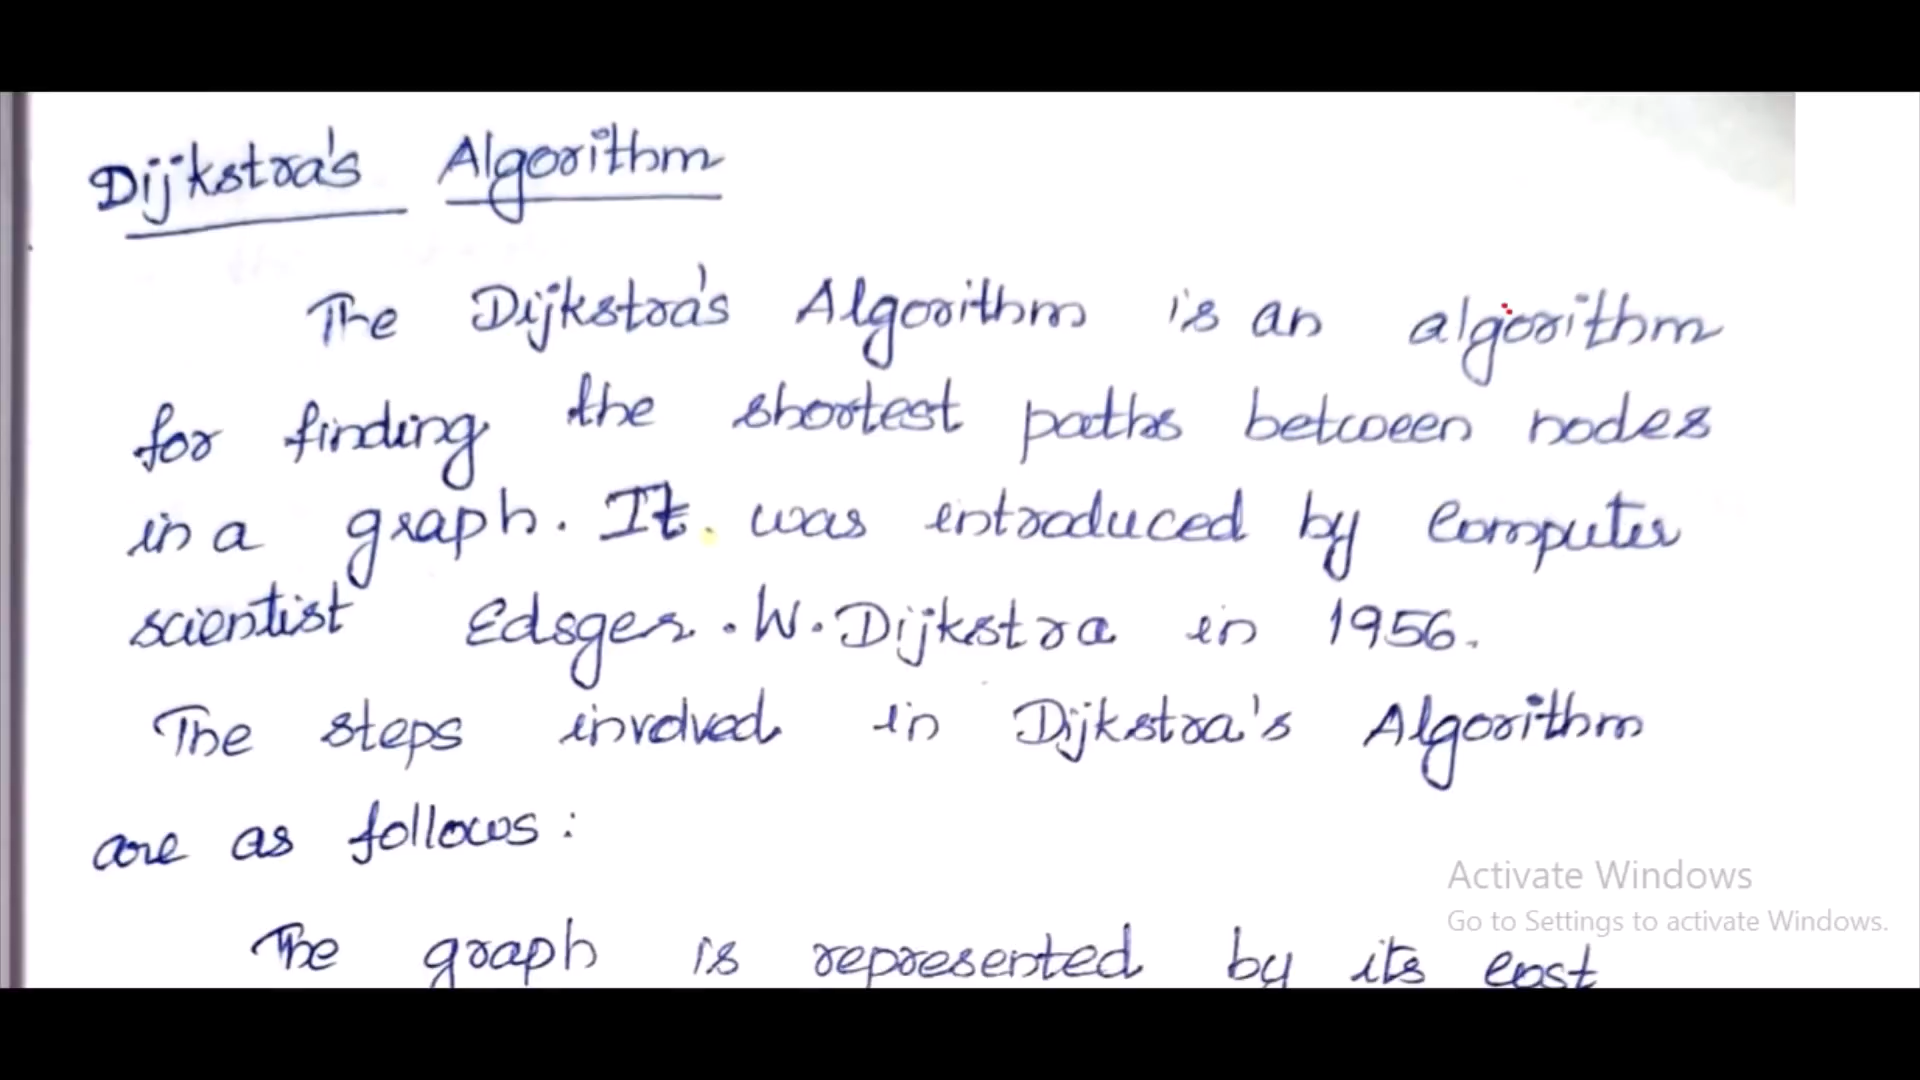 Dijkstra's Algorithm
The Dijkstra's Algorithm is an algorithm
for finding the shortest paths between nodes
in a graph. It was introduced by Computer
scientist Edsger. W. Dijkstra in 1956.
The steps involved in Dijkstra's Algorithm
are as follows:
The graph is represented by its cost
Activate Windows
Go to Settings to activate Windows.